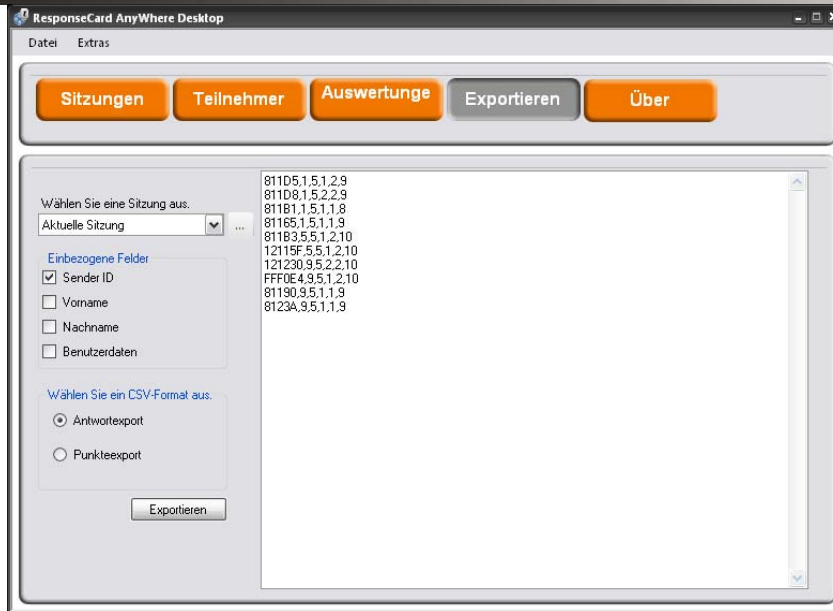 ResponseCard AnyWhere Desktop
Datei Extras
Sitzungen Teilnehmer Auswertunge Exportieren Über
Wählen Sie eine Sitzung aus.
Aktuelle Sitzung ...
Einbezogene Felder
Sender ID
Vorname
Nachname
Benutzerdaten
Wählen Sie ein CSV-Format aus.
Antwortexport
Punkteexport
Exportieren
811D5,1,5,1,2,9
811D8,1,5,2,2,9
811B1,1,5,1,1,8
81165,1,5,1,1,9
811B3,5,5,1,2,10
12115F,5,5,1,2,10
121230,9,5,2,2,10
FFF0E4,9,5,1,2,10
81190,9,5,1,1,9
8123A,9,5,1,1,9